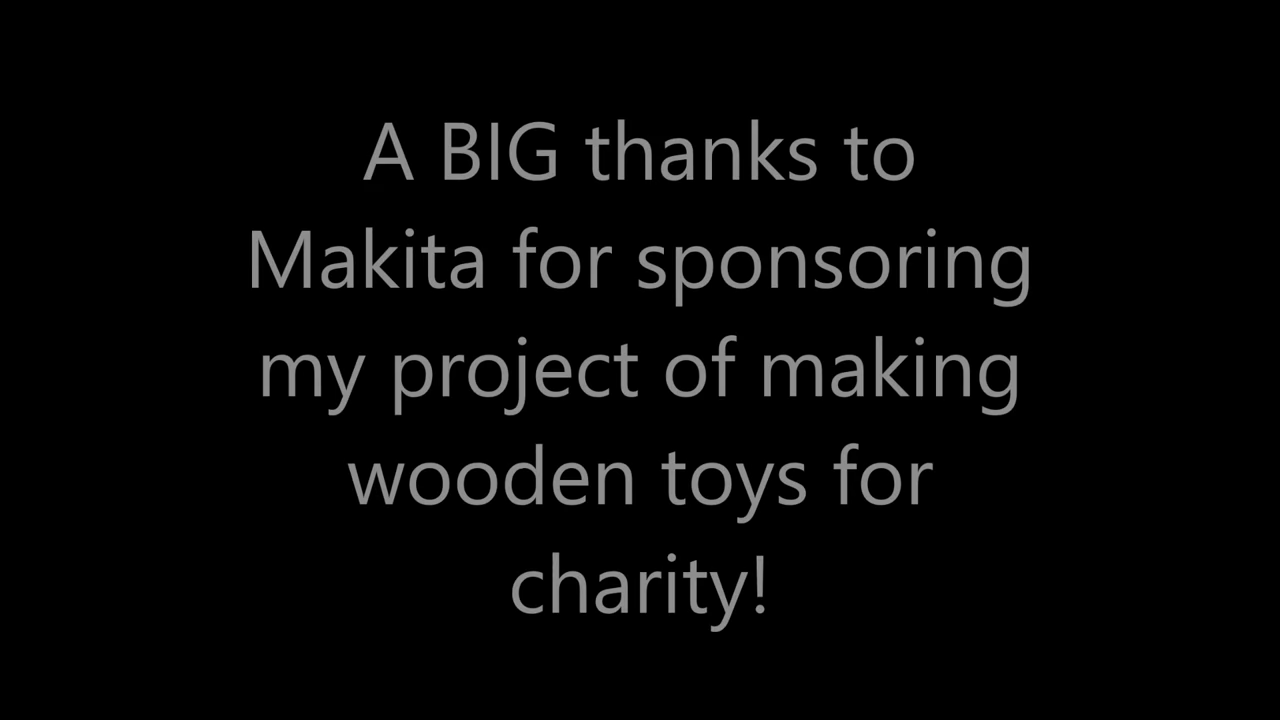 A BIG thanks to
Makita for sponsoring
my project of making
wooden toys for
charity!